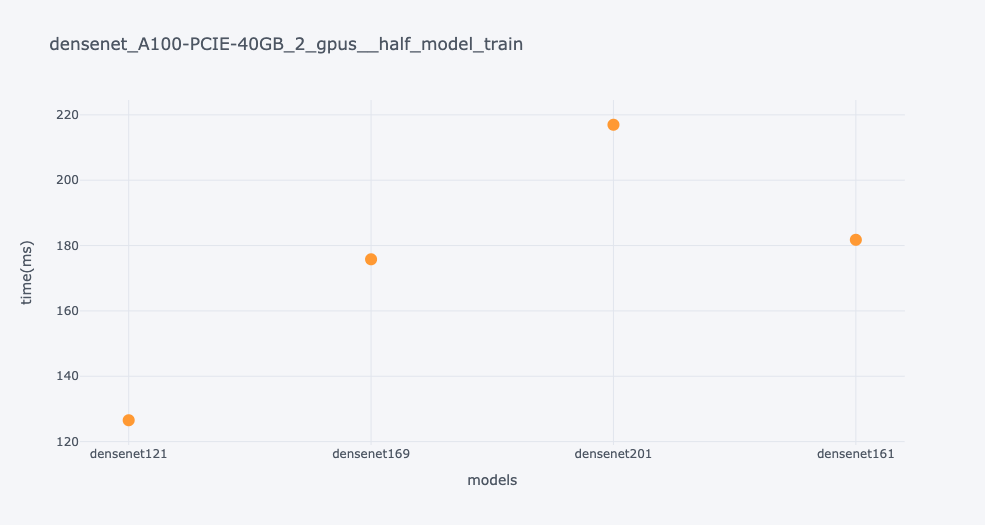 densenet_A100-PCIE-40GB_2_gpus__half_model_train
220
200
180
160
140
120
time(ms)
densenet121 densenet169 densenet201 densenet161
models